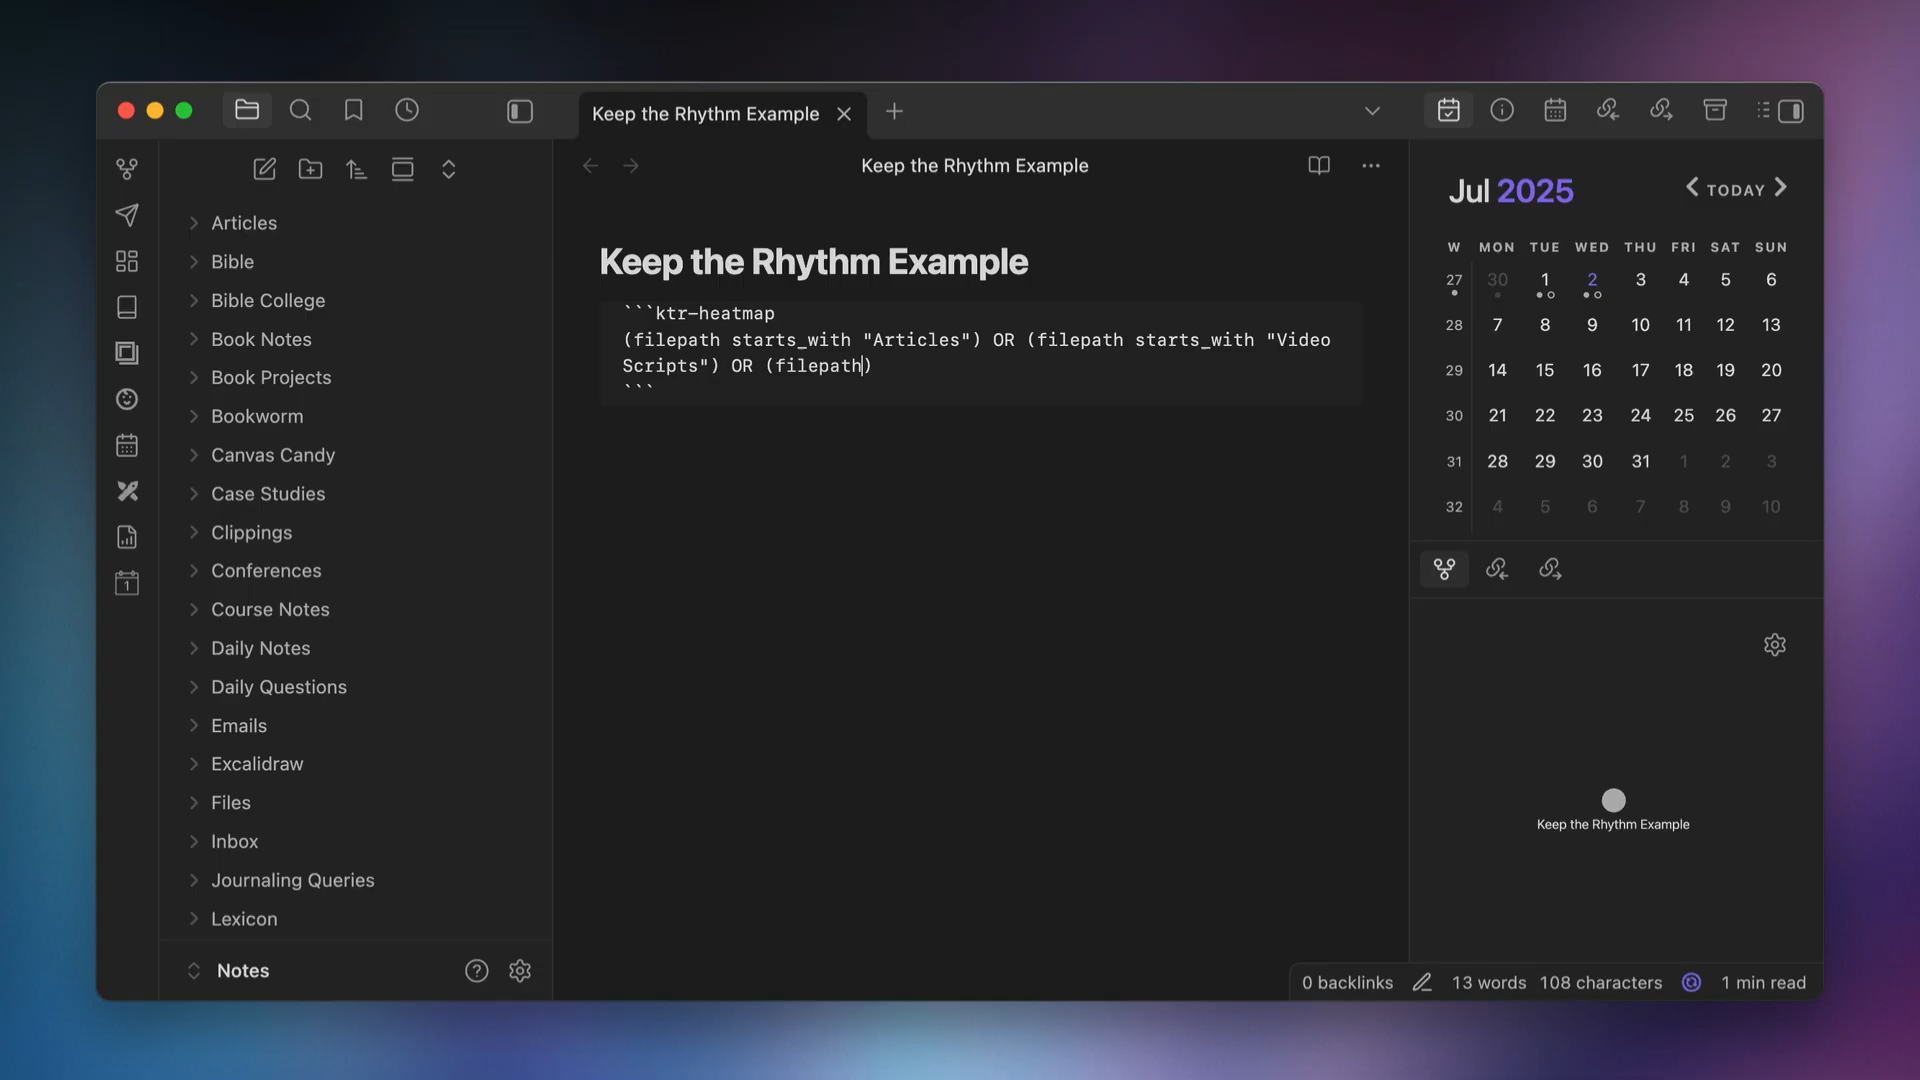 Keep the Rhythm Example
Keep the Rhythm Example
Articles
Bible
Bible College
Book Notes
Book Projects
Bookworm
Canvas Candy
Case Studies
Clippings
Conferences
Course Notes
Daily Notes
Daily Questions
Emails
Excalidraw
Files
Inbox
Journaling Queries
Lexicon
Notes
1
Keep the Rhythm Example
```ktr-heatmap
(filepath starts_with "Articles") OR (filepath starts_with "Video
Scripts") OR (filepath)
```
Jul 2025
TODAY
W MON TUE WED THU FRI SAT SUN
27 30 1 2 3 4 5 6
28 7 8 9 10 11 12 13
29 14 15 16 17 18 19 20
30 21 22 23 24 25 26 27
31 28 29 30 31 1 2 3
32 4 5 6 7 8 9 10
Keep the Rhythm Example
0 backlinks 13 words 108 characters 1 min read